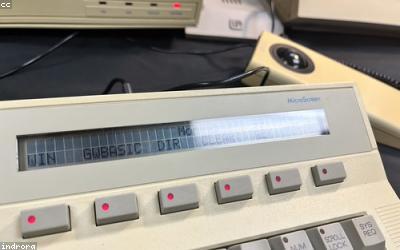 cc
MicroScreen
WIN GWBASIC DIR
NUM
SCROLL
LOCK
SYS
REQ
indrora